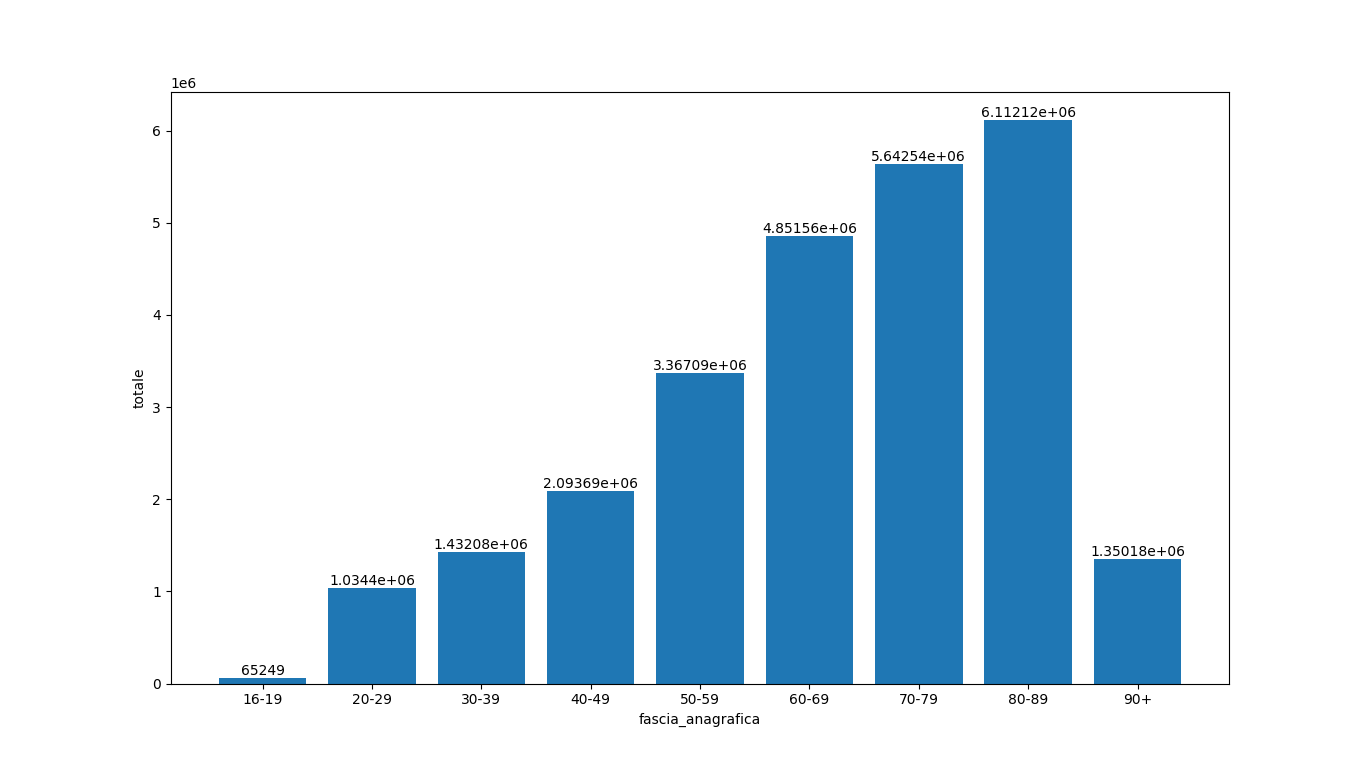 1e6
6.11212e+06
6
5.64254e+06
5
4.85156e+06
4
3.36709e+06
totale
3
2.09369e+06
2
1.43208e+06
1.35018e+06
1.0344e+06
1
65249
0
16-19 20-29 30-39 40-49 50-59 60-69 70-79 80-89 90+
fascia_anagrafica